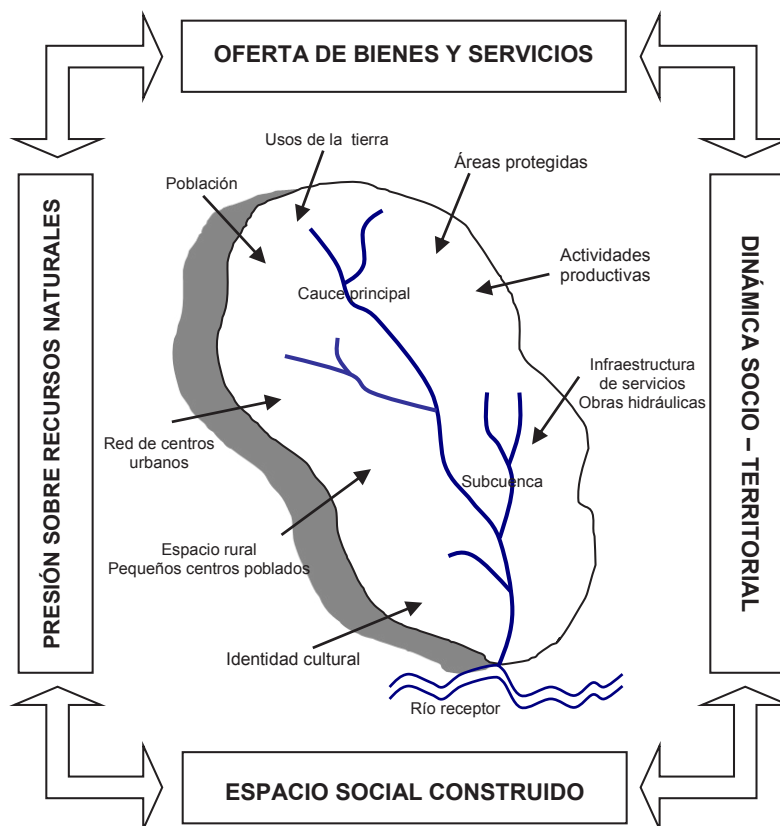 OFERTA DE BIENES Y SERVICIOS
Usos de la tierra
Áreas protegidas
Población
Actividades
productivas
Cauce principal
PRESIÓN SOBRE RECURSOS NATURALES
DINÁMICA SOCIO – TERRITORIAL
Infraestructura
de servicios
Obras hidráulicas
Red de centros
urbanos
Subcuenca
Espacio rural
Pequeños centros poblados
Identidad cultural
Río receptor
ESPACIO SOCIAL CONSTRUIDO